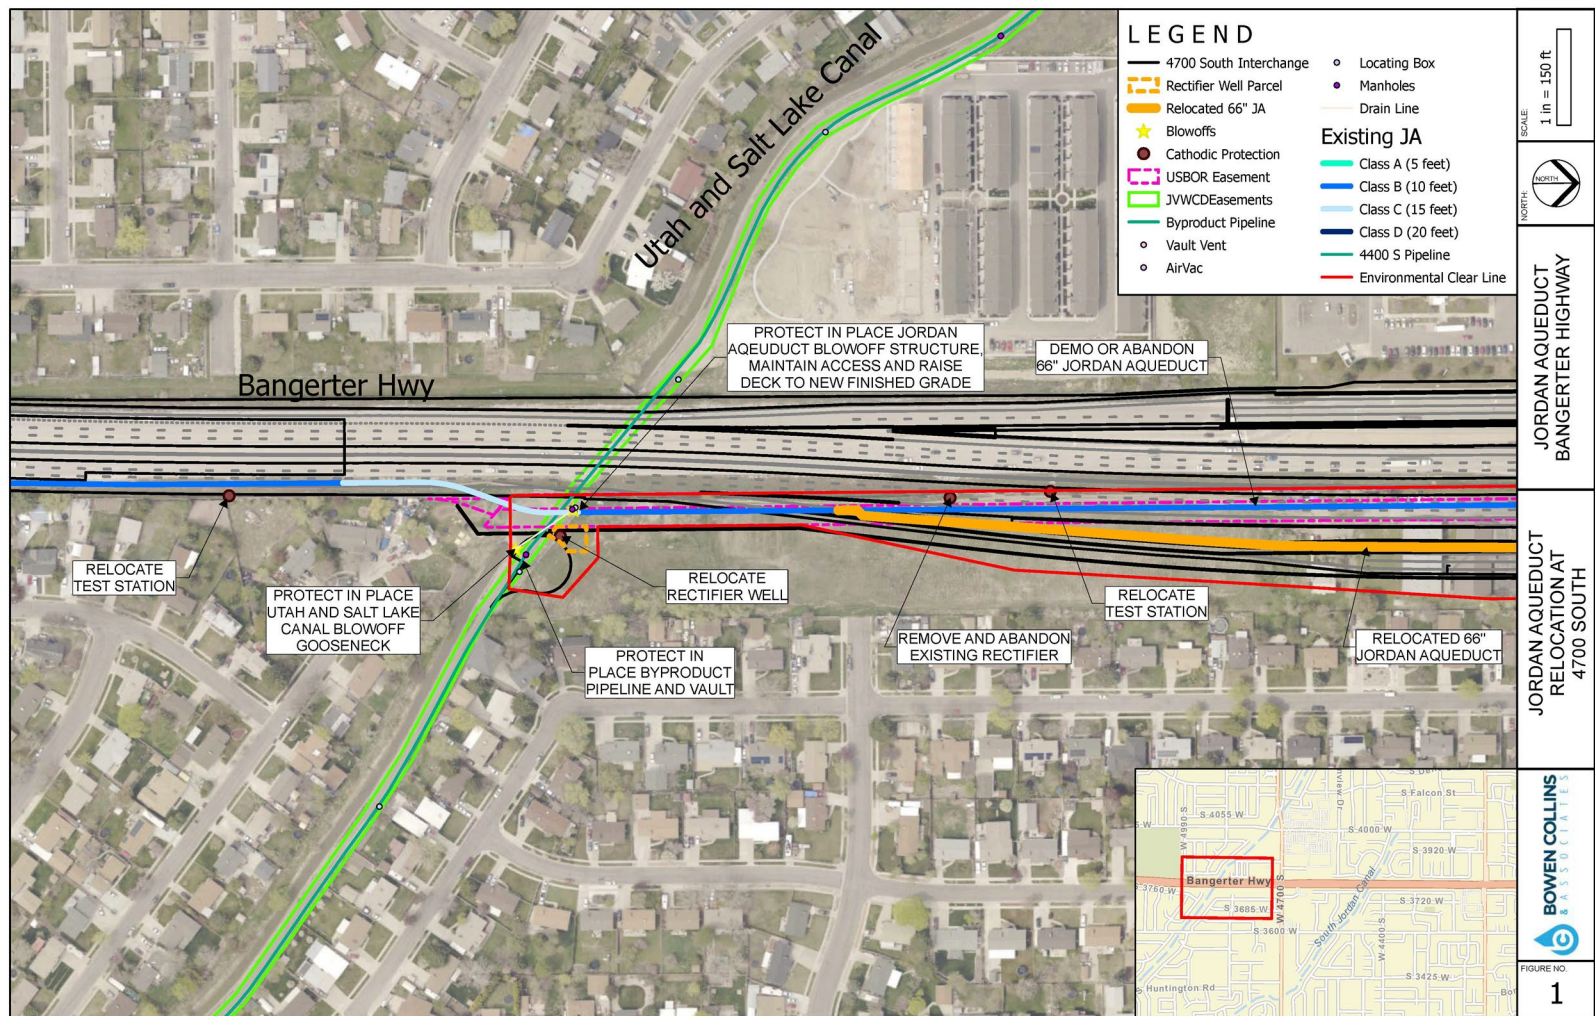 Utah and Salt Lake Canal
Bangerter Hwy
LEGEND
4700 South Interchange
Rectifier Well Parcel
Relocated 66" JA
Blowoffs
Cathodic Protection
USBOR Easement
JVWCDEasements
Byproduct Pipeline
Vault Vent
AirVac
Locating Box
Manholes
Drain Line
Existing JA
Class A (5 feet)
Class B (10 feet)
Class C (15 feet)
Class D (20 feet)
4400 S Pipeline
Environmental Clear Line
PROTECT IN PLACE JORDAN
AQEUDUCT BLOWOFF STRUCTURE,
MAINTAIN ACCESS AND RAISE
DECK TO NEW FINISHED GRADE
DEMO OR ABANDON
66" JORDAN AQUEDUCT
RELOCATE
TEST STATION
PROTECT IN PLACE
UTAH AND SALT LAKE
CANAL BLOWOFF
GOOSENECK
RELOCATE
RECTIFIER WELL
PROTECT IN
PLACE BYPRODUCT
PIPELINE AND VAULT
REMOVE AND ABANDON
EXISTING RECTIFIER
RELOCATE
TEST STATION
RELOCATED 66"
JORDAN AQUEDUCT
SCALE:
1 in = 150 ft
NORTH:
NORTH
JORDAN AQUEDUCT
BANGERTER HIGHWAY
JORDAN AQUEDUCT
RELOCATION AT
4700 SOUTH
BOWEN COLLINS
& ASSOCIATES
FIGURE NO.
1
S 4055 W
W 4990 S
S Falcon St
S 4000 W
S 3920 W
Bangerter Hwy
S 3760 W
S 3685 W
W 4700 S
S 3600 W
South Jordan Canal
S 3720 W
W 4400 S
S 3425 W
Huntington Rd